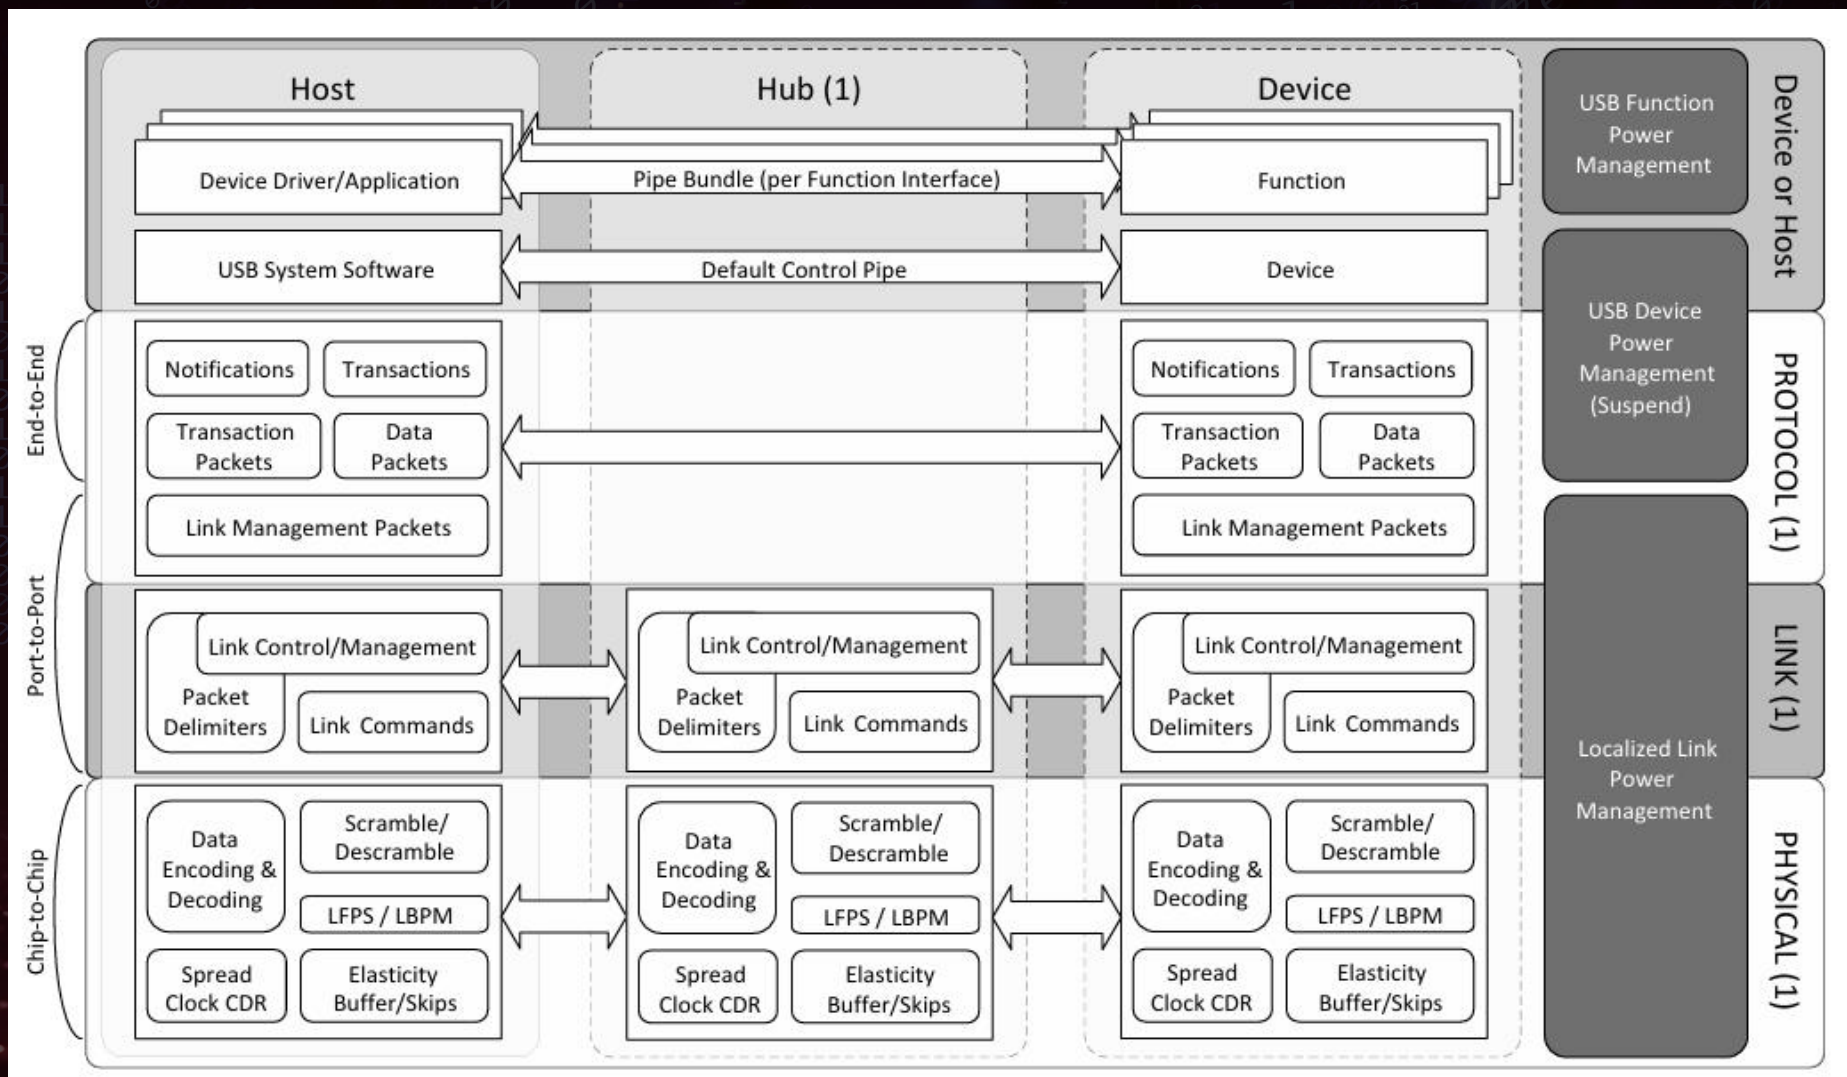 Host
Hub (1)
Device
Device Driver/Application
Pipe Bundle (per Function Interface)
Function
USB Function
Power
Management
Device or Host
USB System Software
Default Control Pipe
Device
USB Device
Power
Management
(Suspend)
End-to-End
Notifications
Transactions
Transaction
Packets
Data
Packets
Link Management Packets
Notifications
Transactions
Transaction
Packets
Data
Packets
Link Management Packets
PROTOCOL (1)
Port-to-Port
Link Control/Management
Packet
Delimiters
Link Commands
Link Control/Management
Packet
Delimiters
Link Commands
Link Control/Management
Packet
Delimiters
Link Commands
LINK (1)
Localized Link
Power
Management
Chip-to-Chip
Data
Encoding &
Decoding
Scramble/
Descramble
LFPS / LBPM
Spread
Clock CDR
Elasticity
Buffer/Skips
Data
Encoding &
Decoding
Scramble/
Descramble
LFPS / LBPM
Spread
Clock CDR
Elasticity
Buffer/Skips
Data
Encoding &
Decoding
Scramble/
Descramble
LFPS / LBPM
Spread
Clock CDR
Elasticity
Buffer/Skips
PHYSICAL (1)